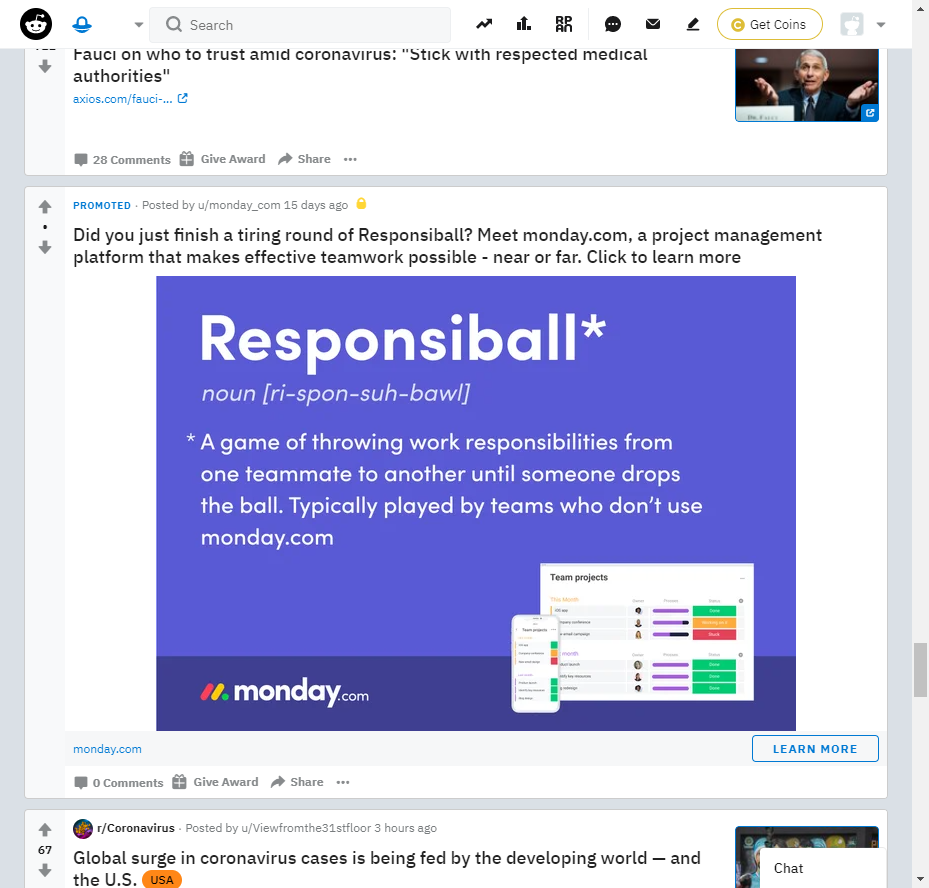 Search
Get Coins
Fauci on who to trust amid coronavirus: "Stick with respected medical
authorities"
axios.com/fauci-...
28 Comments Give Award Share
PROMOTED · Posted by u/monday_com 15 days ago
Did you just finish a tiring round of Responsiball? Meet monday.com, a project management
platform that makes effective teamwork possible - near or far. Click to learn more
Responsiball*
noun [ri-spon-suh-bawl]
* A game of throwing work responsibilities from
one teammate to another until someone drops
the ball. Typically played by teams who don't use
monday.com
Team projects
This Month
Done
Working on it
Stuck
Team projects
month
Done
Done
Done
monday.com
monday.com
LEARN MORE
0 Comments Give Award Share
r/Coronavirus · Posted by u/Viewfromthe31stfloor 3 hours ago
67
Global surge in coronavirus cases is being fed by the developing world — and
the U.S. USA
Chat